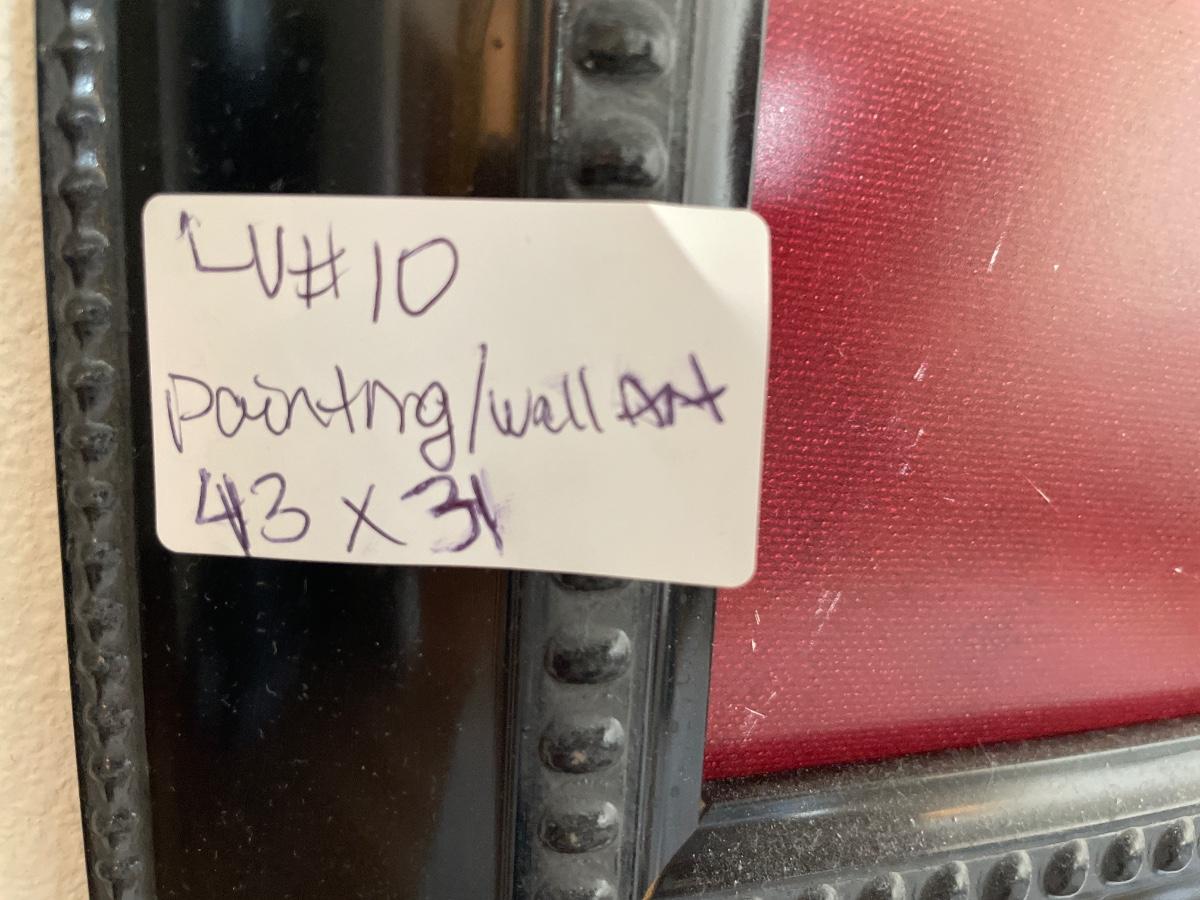 LV#10
painting/wall Art
43 x 31